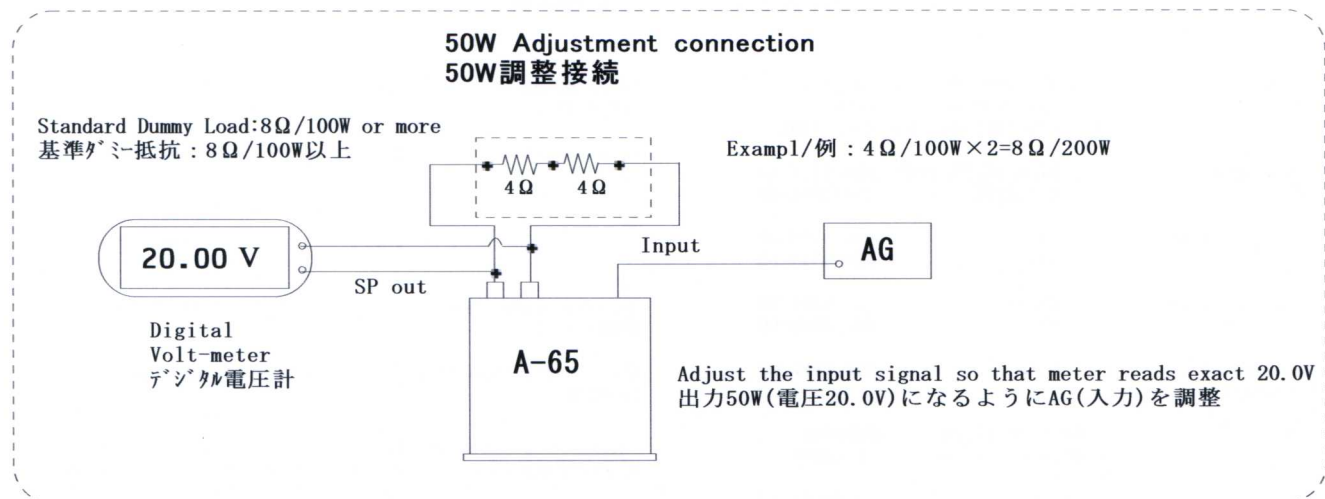 50W Adjustment connection
50W調整接続
Standard Dummy Load:8Ω/100W or more
基準ダミー抵抗：8Ω/100W以上
Exampl/例：4Ω/100W×2=8Ω/200W
4Ω 4Ω
20.00 V
Input
AG
SP out
Digital
Volt-meter
デジタル電圧計
A-65
Adjust the input signal so that meter reads exact 20.0V
出力50W(電圧20.0V)になるようにAG(入力)を調整